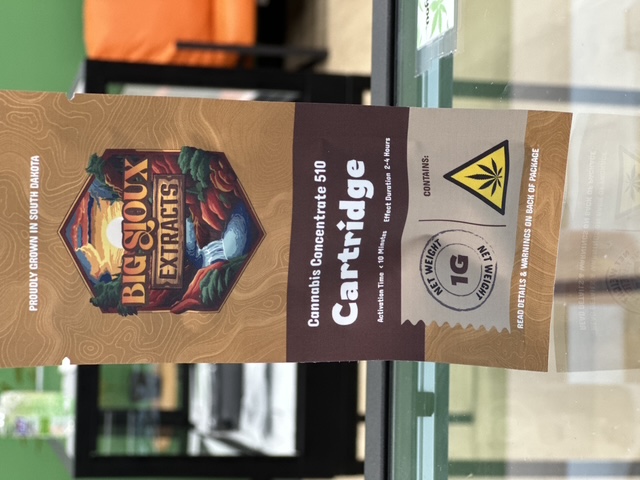 PROUDLY GROWN IN SOUTH DAKOTA
BIG SIOUX
EXTRACTS
Cannabis Concentrate 510
Cartridge
Activation Time < 10 Minutes Effect Duration 2-4 Hours
NET WEIGHT
1G
NET WEIGHT
CONTAINS:
READ DETAILS & WARNINGS ON BACK OF PACKAGE